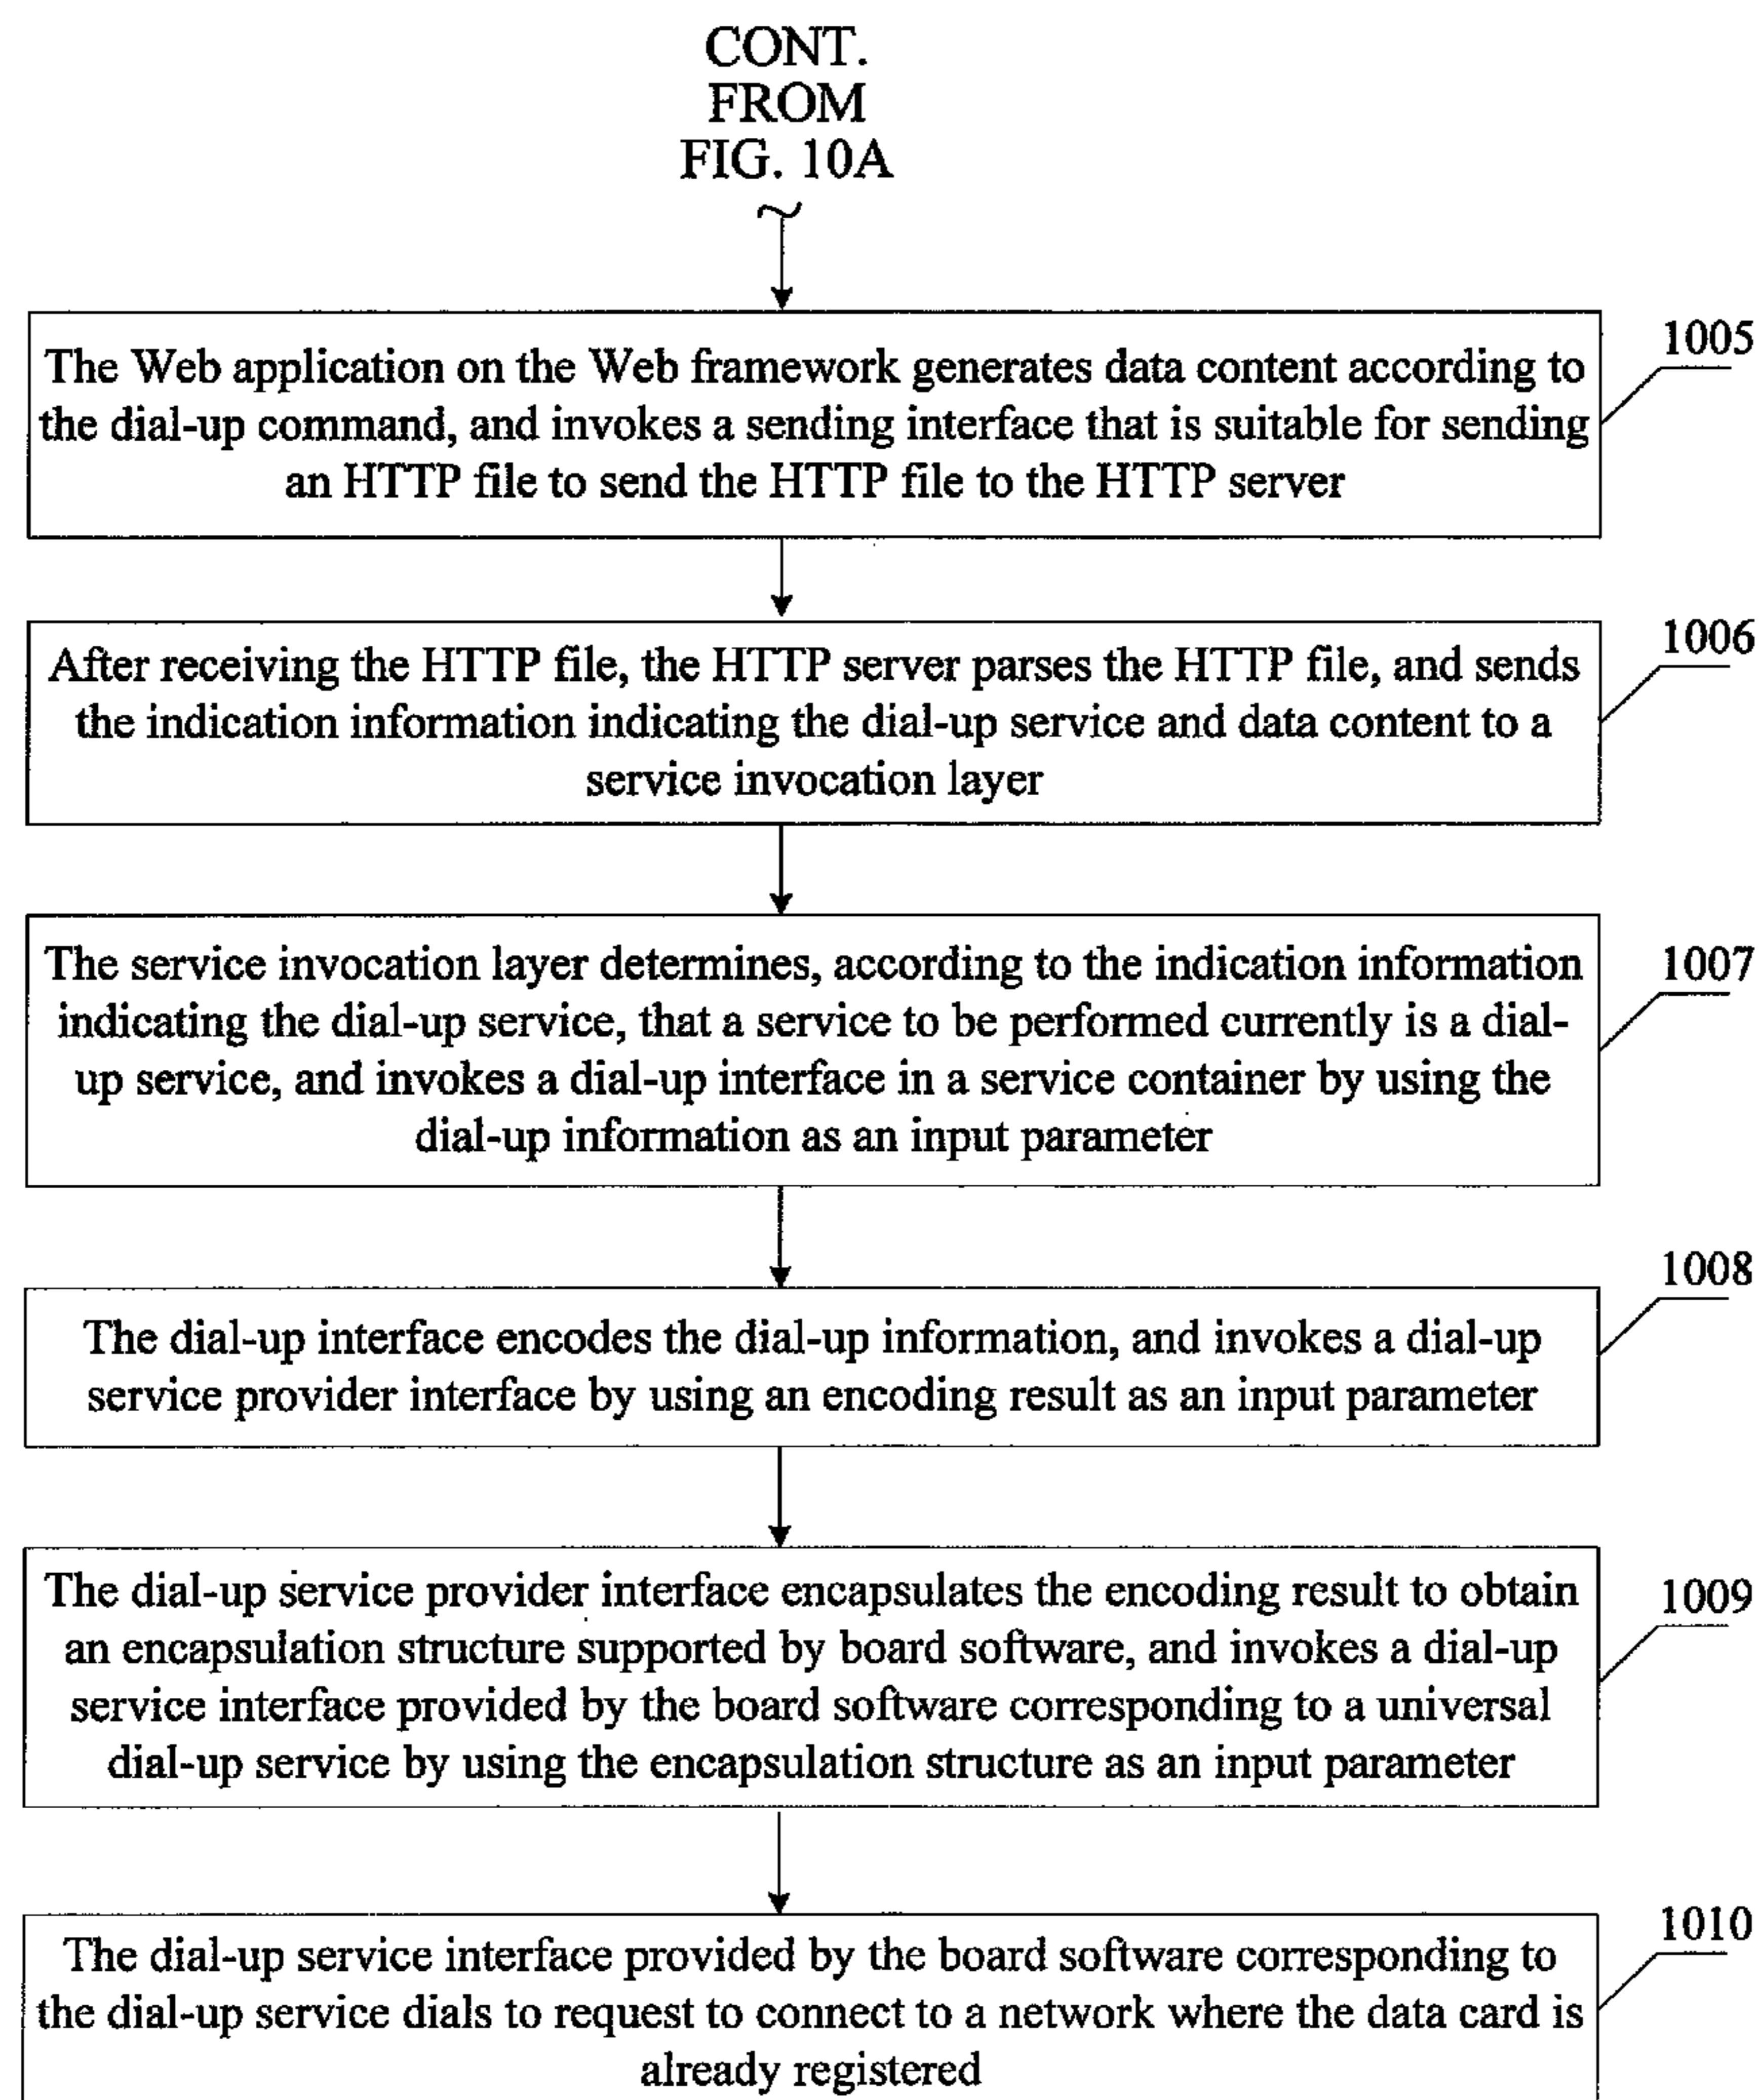 CONT.
FROM
FIG. 10A
1005
The Web application on the Web framework generates data content according to
the dial-up command, and invokes a sending interface that is suitable for sending
an HTTP file to send the HTTP file to the HTTP server
1006
After receiving the HTTP file, the HTTP server parses the HTTP file, and sends
the indication information indicating the dial-up service and data content to a
service invocation layer
1007
The service invocation layer determines, according to the indication information
indicating the dial-up service, that a service to be performed currently is a dial-
up service, and invokes a dial-up interface in a service container by using the
dial-up information as an input parameter
1008
The dial-up interface encodes the dial-up information, and invokes a dial-up
service provider interface by using an encoding result as an input parameter
1009
The dial-up service provider interface encapsulates the encoding result to obtain
an encapsulation structure supported by board software, and invokes a dial-up
service interface provided by the board software corresponding to a universal
dial-up service by using the encapsulation structure as an input parameter
1010
The dial-up service interface provided by the board software corresponding to
the dial-up service dials to request to connect to a network where the data card is
already registered